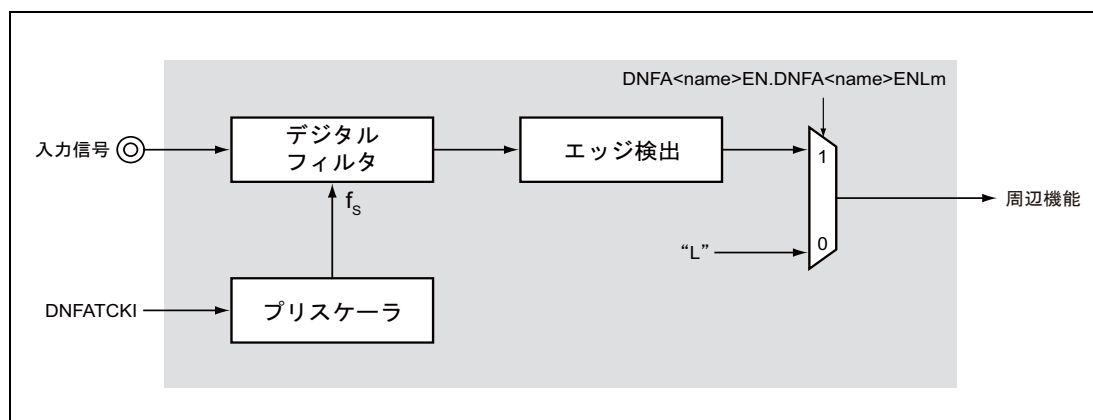 DNFA<name>EN.DNFA<name>ENLm
入力信号
デジタル
フィルタ
エッジ検出
1
周辺機能
fS
“L”
0
DNFATCKI
プリスケーラ